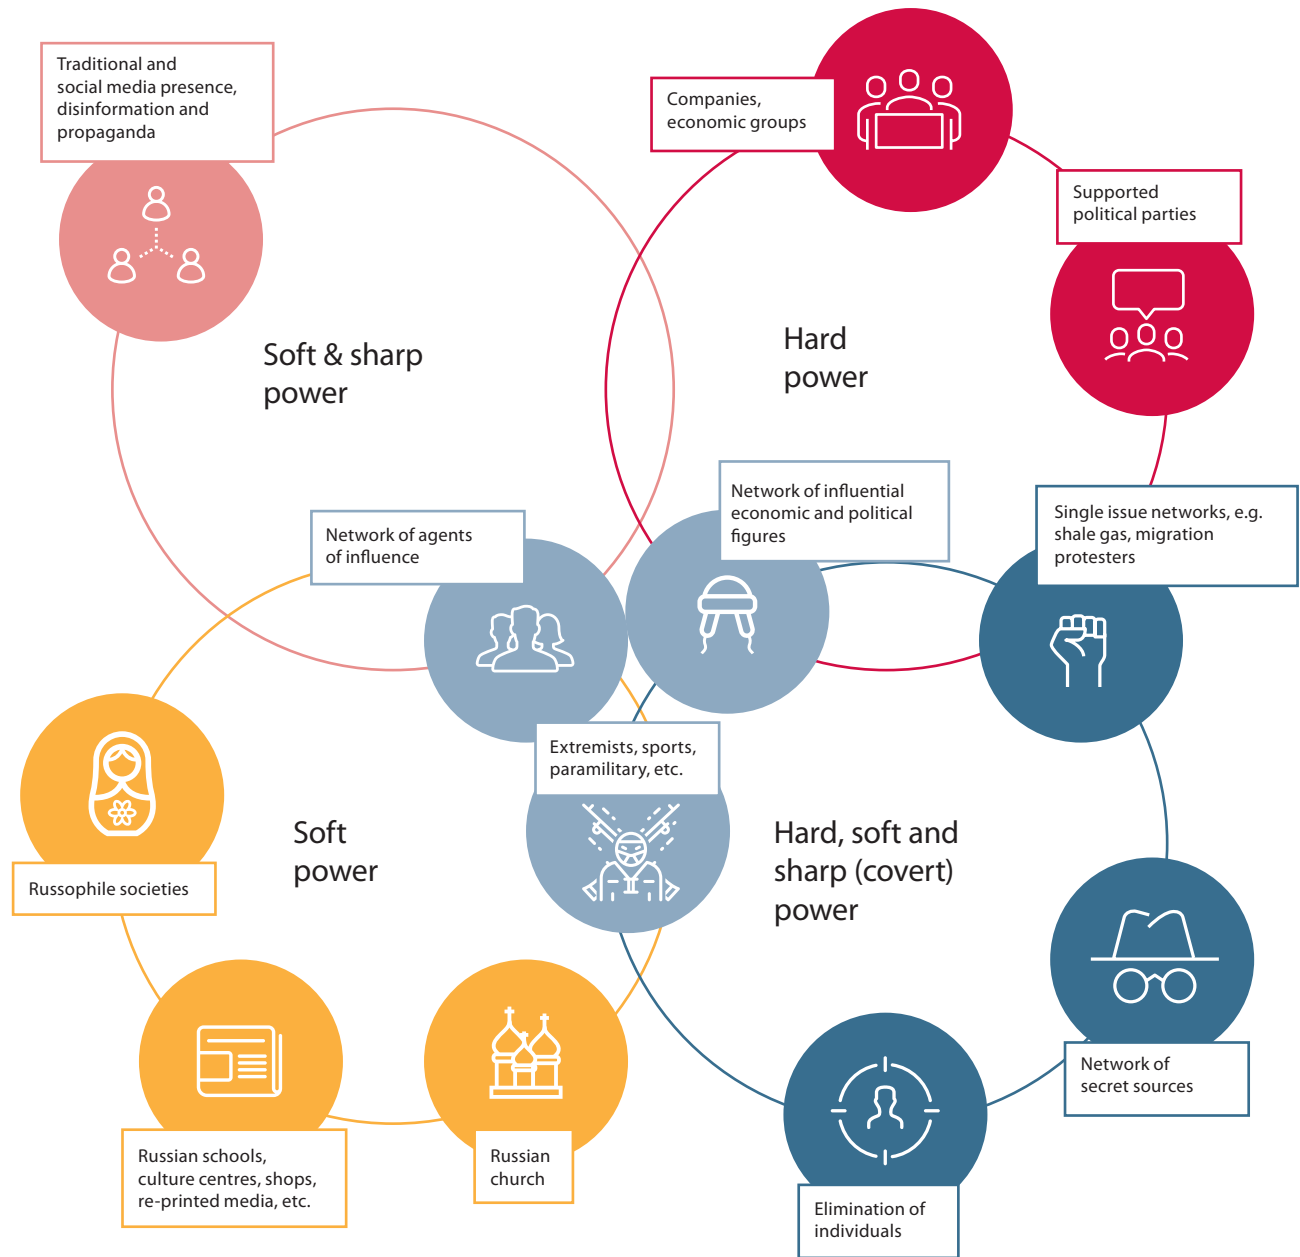 Traditional and
social media presence,
disinformation and
propaganda
Companies,
economic groups
Supported
political parties
Soft & sharp
power
Hard
power
Network of agents
of influence
Network of influential
economic and political
figures
Single issue networks, e.g.
shale gas, migration
protesters
Extremists, sports,
paramilitary, etc.
Soft
power
Hard, soft and
sharp (covert)
power
Russophile societies
Russian schools,
culture centres, shops,
re-printed media, etc.
Russian
church
Network of
secret sources
Elimination of
individuals